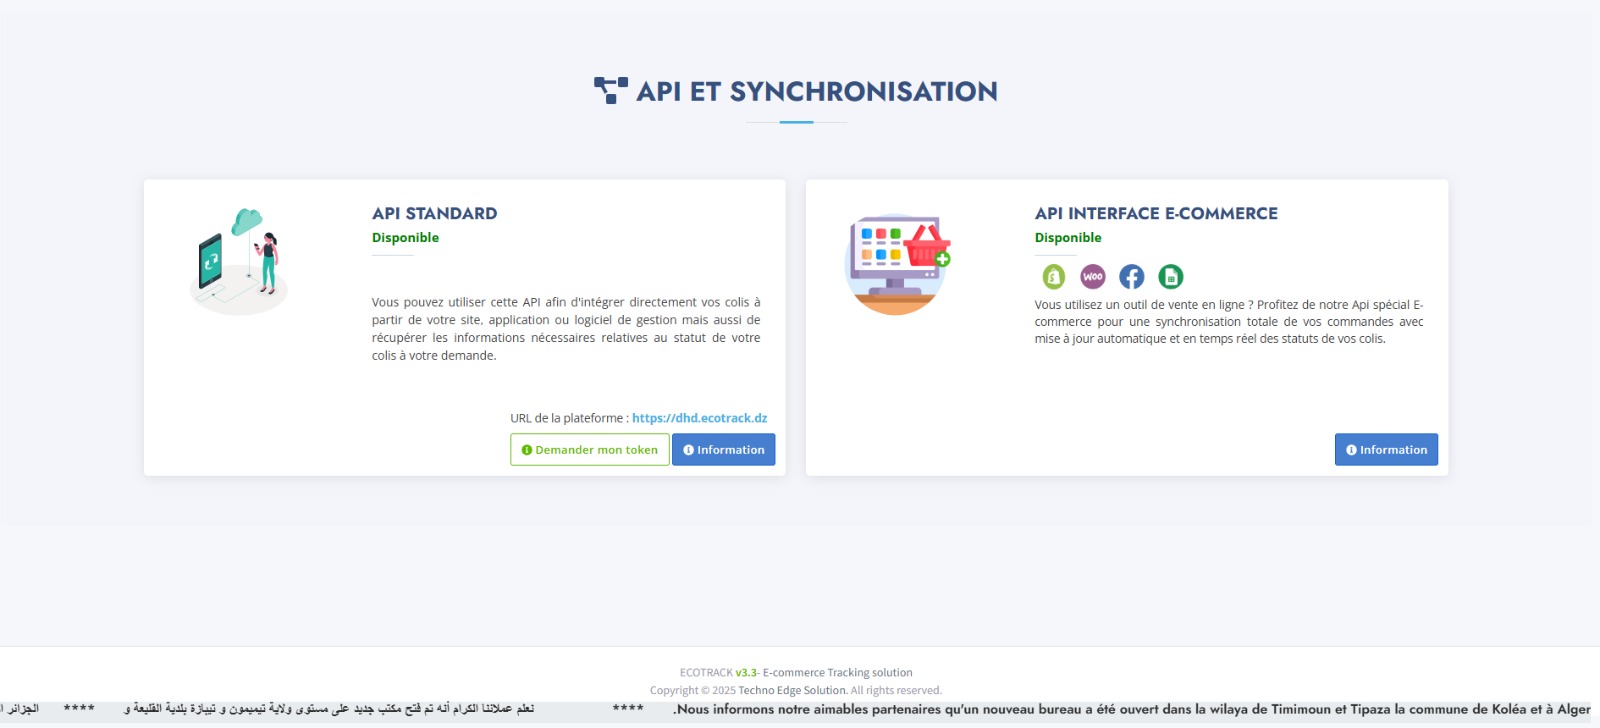 API ET SYNCHRONISATION
API STANDARD
Disponible
Vous pouvez utiliser cette API afin d'intégrer directement vos colis à
partir de votre site, application ou logiciel de gestion mais aussi de
récupérer les informations nécessaires relatives au statut de votre
colis à votre demande.
URL de la plateforme : https://dhd.ecotrack.dz
Demander mon token
Information
API INTERFACE E-COMMERCE
Disponible
WOO
Vous utilisez un outil de vente en ligne ? Profitez de notre Api spécial E-
commerce pour une synchronisation totale de vos commandes avec
mise à jour automatique et en temps réel des statuts de vos colis.
Information
ECOTRACK v3.3- E-commerce Tracking solution
Copyright © 2025 Techno Edge Solution. All rights reserved.
.Nous informons notre aimables partenaires qu'un nouveau bureau a été ouvert dans la wilaya de Timimoun et Tipaza la commune de Koléa et à Alger **** نعلم عملائنا الكرام أنه تم فتح مكتب جديد على مستوى ولاية تيميمون و تيبازة بلدية القليعة و **** الجزائر